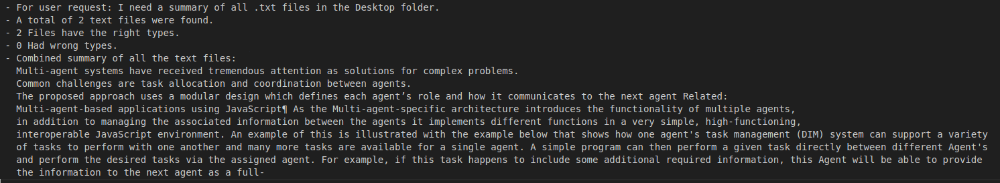 - For user request: I need a summary of all .txt files in the Desktop folder.
- A total of 2 text files were found.
- 2 Files have the right types.
- 0 Had wrong types.
- Combined summary of all the text files:
Multi-agent systems have received tremendous attention as solutions for complex problems.
Common challenges are task allocation and coordination between agents.
The proposed approach uses a modular design which defines each agent’s role and how it communicates to the next agent Related:
Multi-agent-based applications using JavaScript¶ As the Multi-agent-specific architecture introduces the functionality of multiple agents,
in addition to managing the associated information between the agents it implements different functions in a very simple, high-functioning,
interoperable JavaScript environment. An example of this is illustrated with the example below that shows how one agent's task management (DIM) system can support a variety
of tasks to perform with one another and many more tasks are available for a single agent. A simple program can then perform a given task directly between different Agent's
and perform the desired tasks via the assigned agent. For example, if this task happens to include some additional required information, this Agent will be able to provide
the information to the next agent as a full-